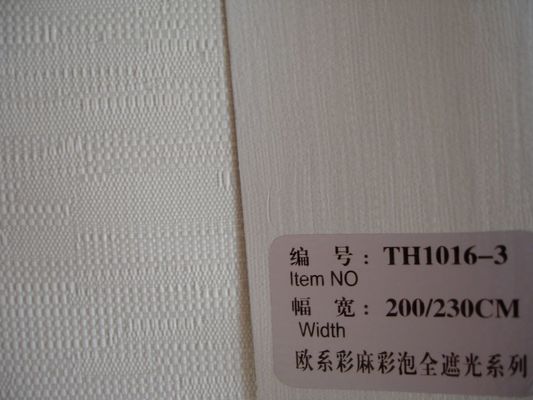 编 号： TH1016-3
Item NO
幅 宽： 200/230CM
Width
欧系彩麻彩泡全遮光系列